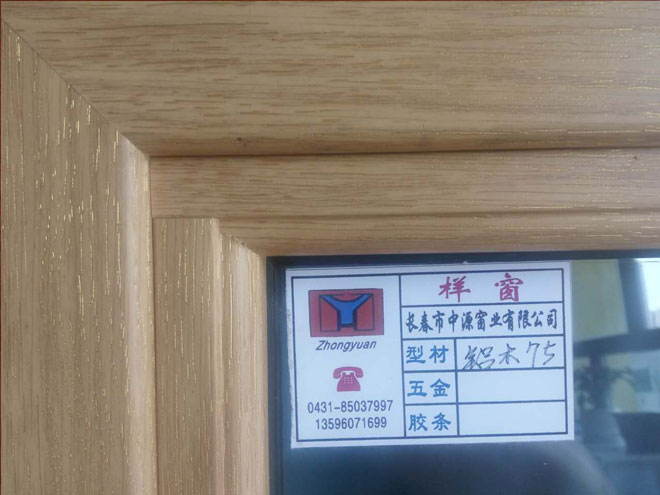 样窗
长春市中源窗业有限公司
Zhongyuan
型材 铝木75
五金
0431-85037997
13596071699
胶条